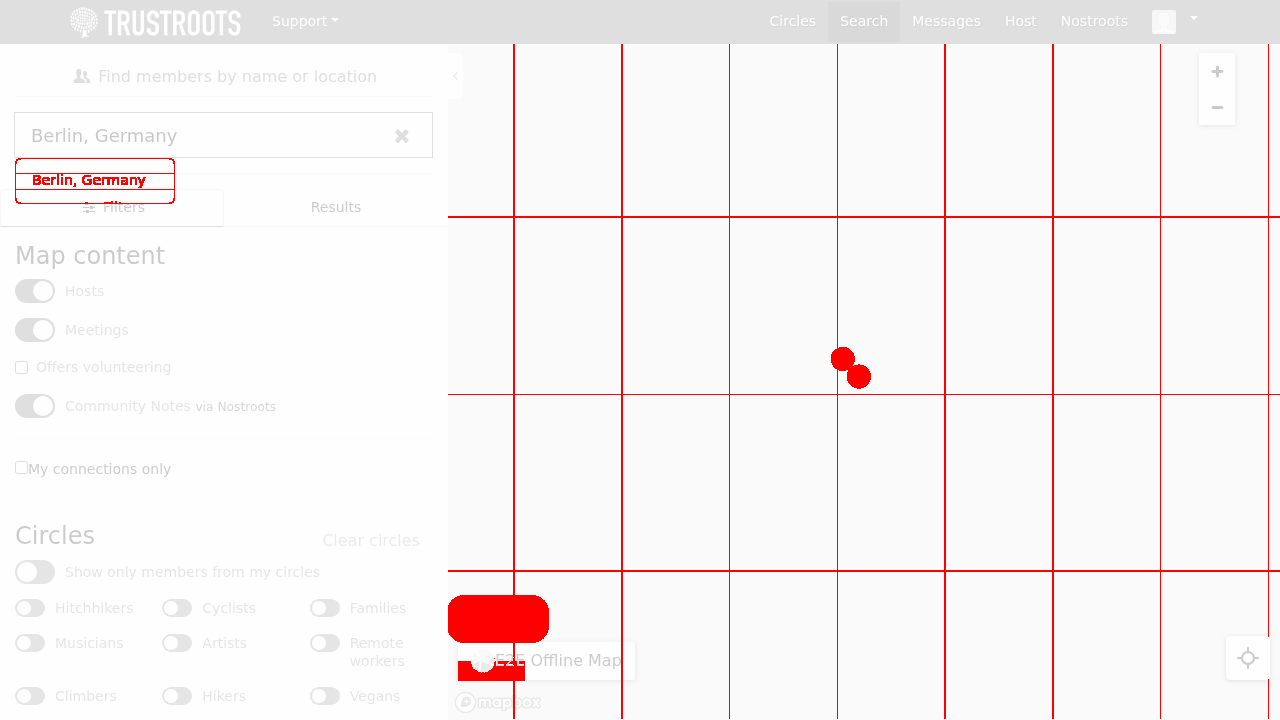 TRUSTROOTS
Support
Circles
Search
Messages
Host
Nostroots
Find members by name or location
Berlin, Germany
Berlin, Germany
Filters
Results
Map content
Hosts
Meetings
Offers volunteering
Community Notes via Nostroots
My connections only
Circles
Clear circles
Show only members from my circles
Hitchhikers
Cyclists
Families
Musicians
Artists
Remote
workers
Climbers
Hikers
Vegans
E2E Offline Map
mapbox